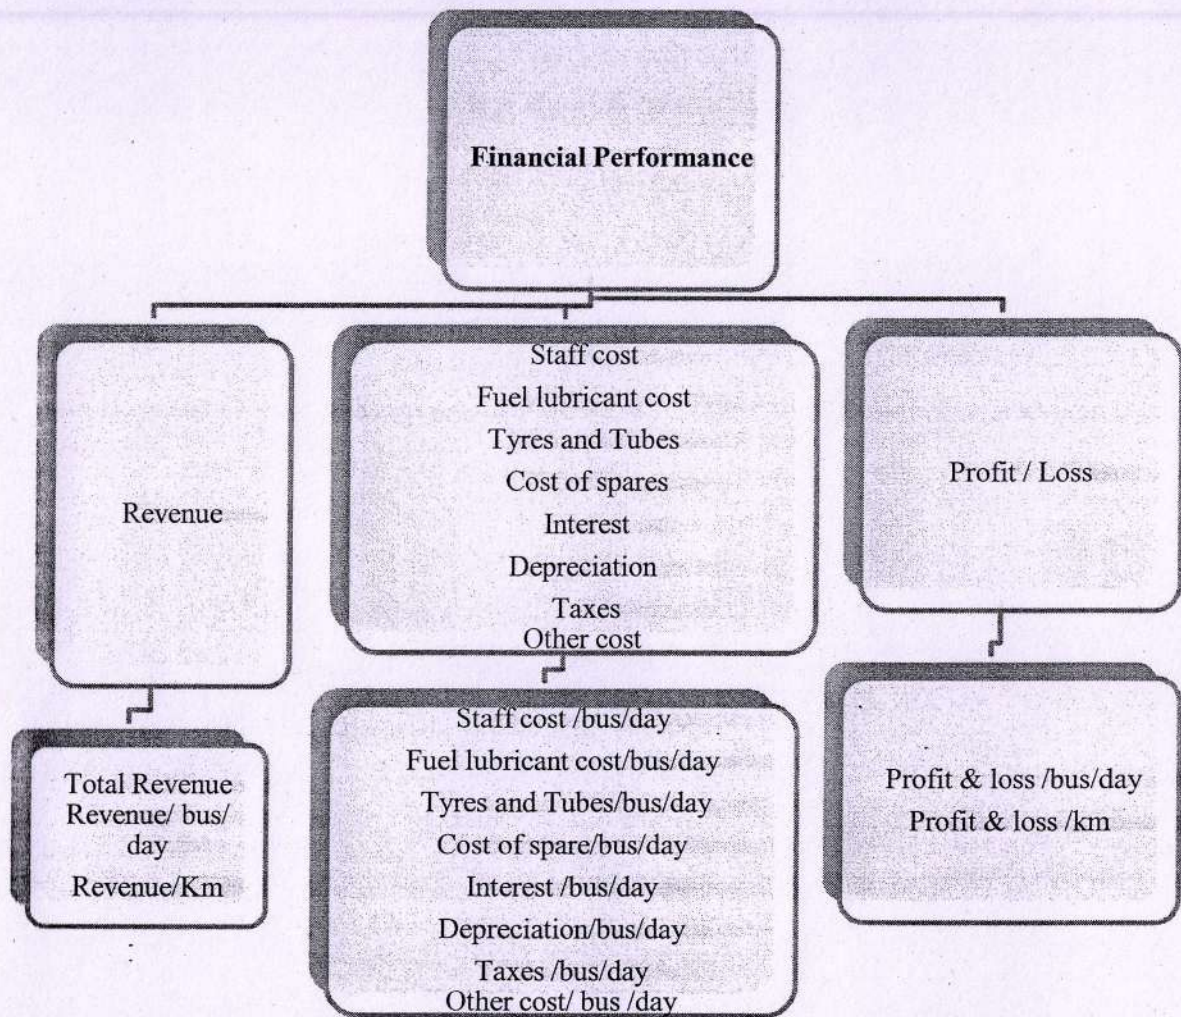 Financial Performance
Revenue
Staff cost
Fuel lubricant cost
Tyres and Tubes
Cost of spares
Interest
Depreciation
Taxes
Other cost
Profit / Loss
Total Revenue
Revenue/ bus/
day
Revenue/Km
Staff cost /bus/day
Fuel lubricant cost/bus/day
Tyres and Tubes/bus/day
Cost of spare/bus/day
Interest /bus/day
Depreciation/bus/day
Taxes /bus/day
Other cost/ bus /day
Profit & loss /bus/day
Profit & loss /km